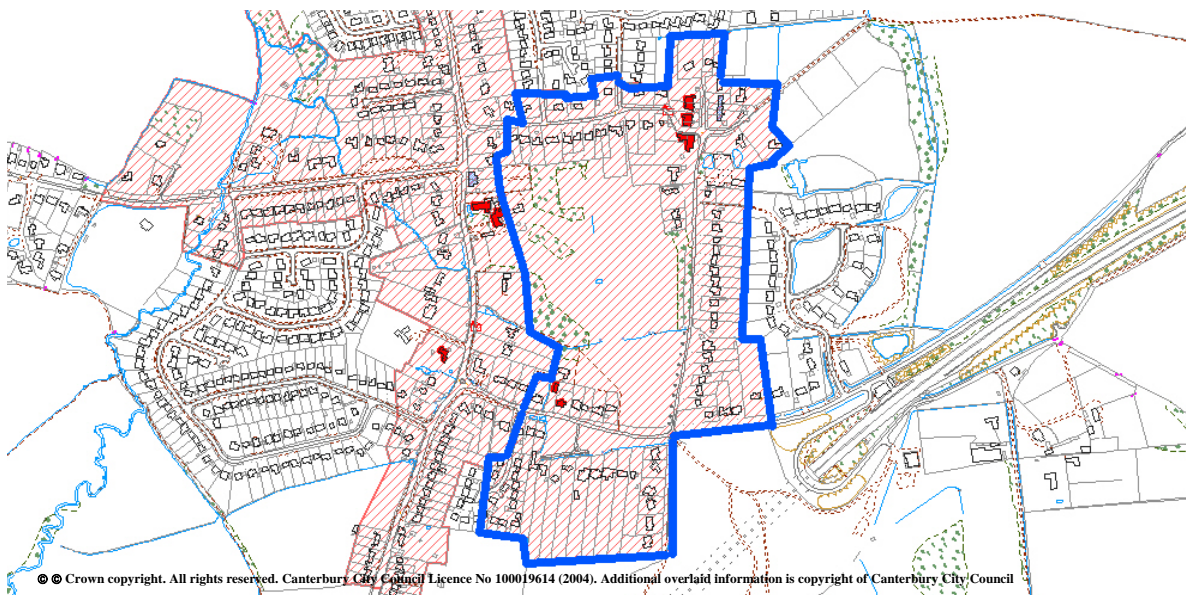 © © Crown copyright. All rights reserved. Canterbury City Council Licence No 100019614 (2004). Additional overlaid information is copyright of Canterbury City Council